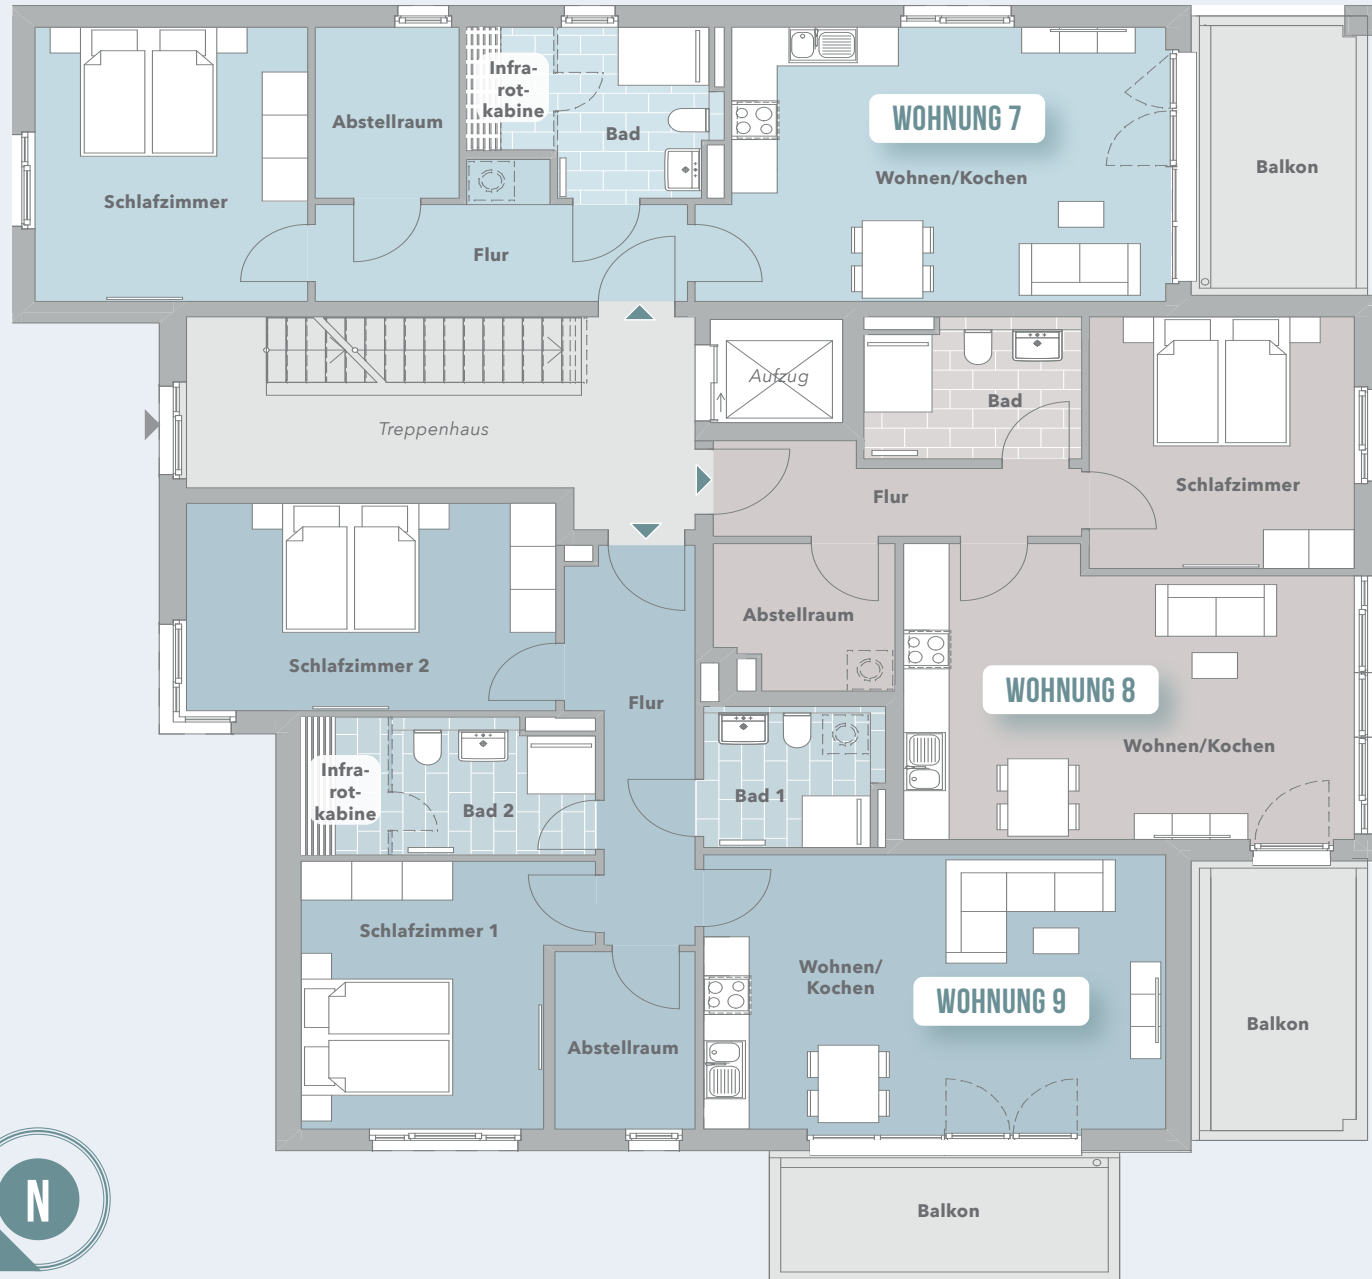 Infra-
rot-
kabine
Abstellraum
Bad
WOHNUNG 7
Wohnen/Kochen
Balkon
Schlafzimmer
Flur
Aufzug
Treppenhaus
Bad
Flur
Schlafzimmer
Abstellraum
WOHNUNG 8
Wohnen/Kochen
Balkon
Schlafzimmer 2
Flur
Infra-
rot-
kabine
Bad 2
Bad 1
Schlafzimmer 1
Wohnen/
Kochen
WOHNUNG 9
Abstellraum
Balkon
N